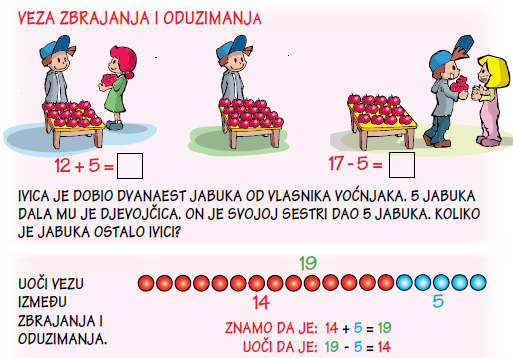 VEZA ZBRAJANJA I ODUZIMANJA
12 + 5 =
17 - 5 =
IVICA JE DOBIO DVANAEST JABUKA OD VLASNIKA VOĆNJAKA. 5 JABUKA
DALA MU JE DJEVOJČICA. ON JE SVOJOJ SESTRI DAO 5 JABUKA. KOLIKO
JE JABUKA OSTALO IVICI?
19
UOČI VEZU
IZMEĐU
ZBRAJANJA I
ODUZIMANJA.
14
5
ZNAMO DA JE: 14 + 5 = 19
UOČI DA JE: 19 - 5 = 14